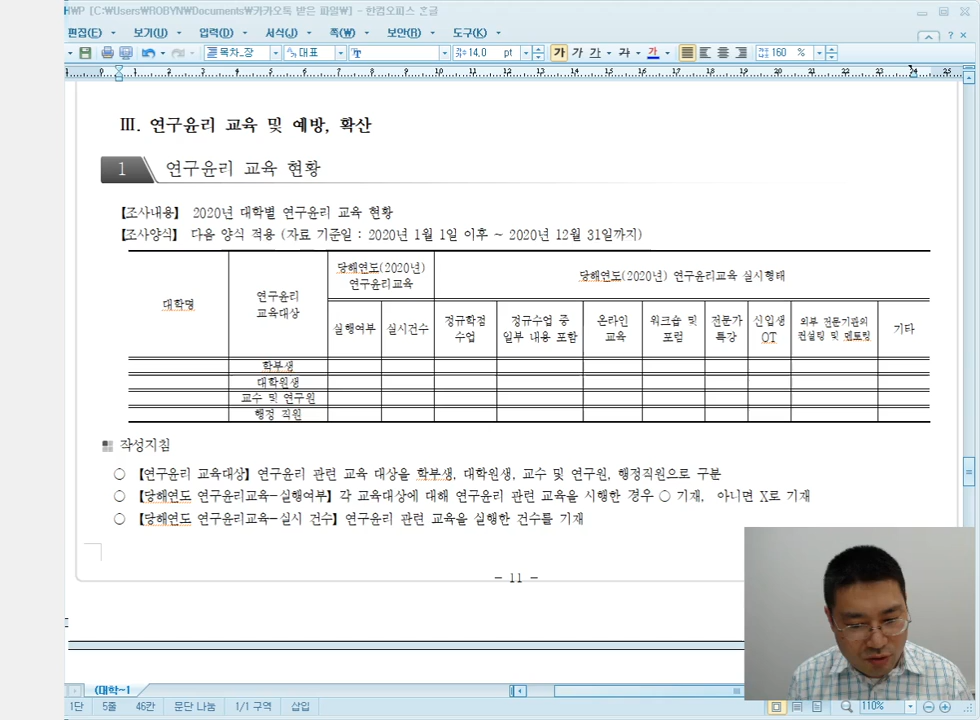 H\P [C:\Users\ROBYN\Documents\카카오톡 받은 파일\] - 한컴오피스 한글
편집(E) 보기(U) 입력(D) 서식(J) 쪽(W) 보안(B) 도구(K)
목차_장 대표 14,0 pt 가 가 가 가 가 160 %
Ⅲ. 연구윤리 교육 및 예방, 확산
1 연구윤리 교육 현황
【조사내용】 2020년 대학별 연구윤리 교육 현황
【조사양식】 다음 양식 적용 (자료 기준일 : 2020년 1월 1일 이후 ~ 2020년 12월 31일까지)
대학명
연구윤리
교육대상
당해연도(2020년)
연구윤리교육
당해연도(2020년) 연구윤리교육 실시형태
실행여부
실시건수
정규학점
수업
정규수업 중
일부 내용 포함
온라인
교육
워크숍 및
포럼
전문가
특강
신입생
OT
외부 전문기관의
컨설팅 및 멘토링
기타
학부생
대학원생
교수 및 연구원
행정 직원
작성지침
○ 【연구윤리 교육대상】 연구윤리 관련 교육 대상을 학부생, 대학원생, 교수 및 연구원, 행정직원으로 구분
○ 【당해연도 연구윤리교육-실행여부】 각 교육대상에 대해 연구윤리 관련 교육을 시행한 경우 ○ 기재, 아니면 X로 기재
○ 【당해연도 연구윤리교육-실시 건수】 연구윤리 관련 교육을 실행한 건수를 기재
- 11 -
(대학~1
1단 5줄 46칸 문단 나눔 1/1 구역 삽입 110%